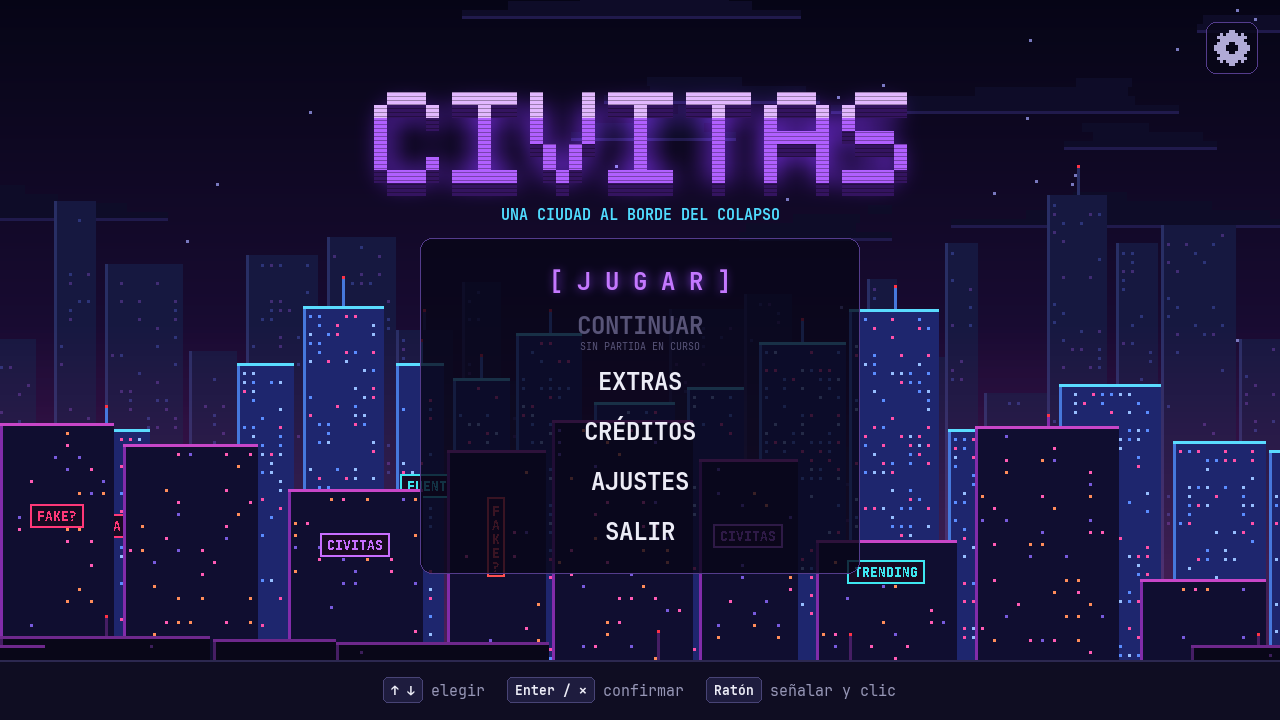 CIVITAS
UNA CIUDAD AL BORDE DEL COLAPSO
[ JUGAR ]
CONTINUAR
SIN PARTIDA EN CURSO
EXTRAS
CRÉDITOS
AJUSTES
SALIR
FAKE?
CIVITAS
FAKE?
CIVITAS
TRENDING
↑ ↓ elegir
Enter / × confirmar
Ratón señalar y clic